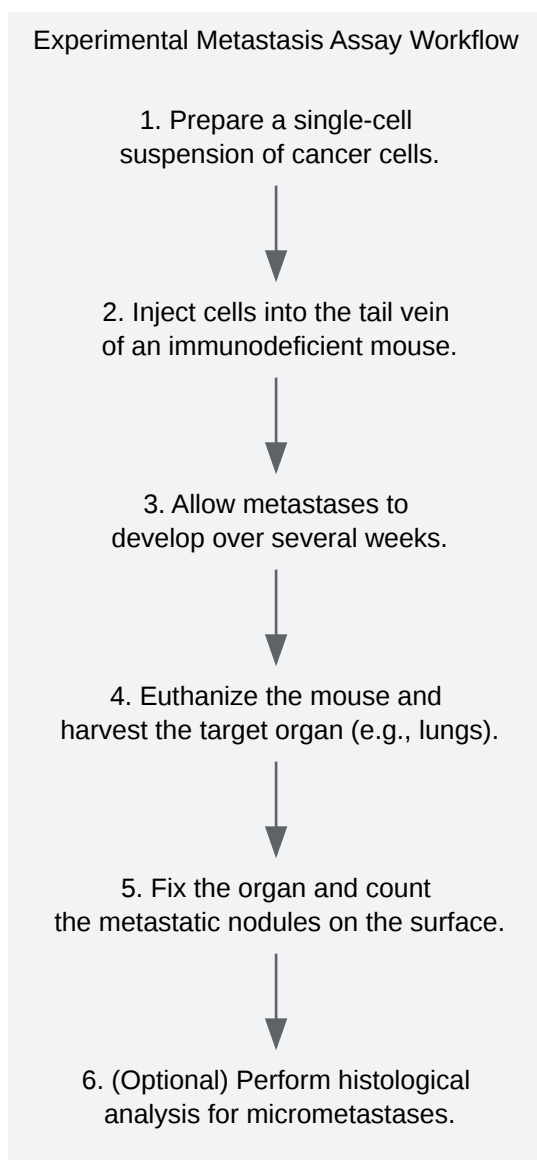 Experimental Metastasis Assay Workflow
1. Prepare a single-cell
suspension of cancer cells.
2. Inject cells into the tail vein
of an immunodeficient mouse.
3. Allow metastases to
develop over several weeks.
4. Euthanize the mouse and
harvest the target organ (e.g., lungs).
5. Fix the organ and count
the metastatic nodules on the surface.
6. (Optional) Perform histological
analysis for micrometastases.